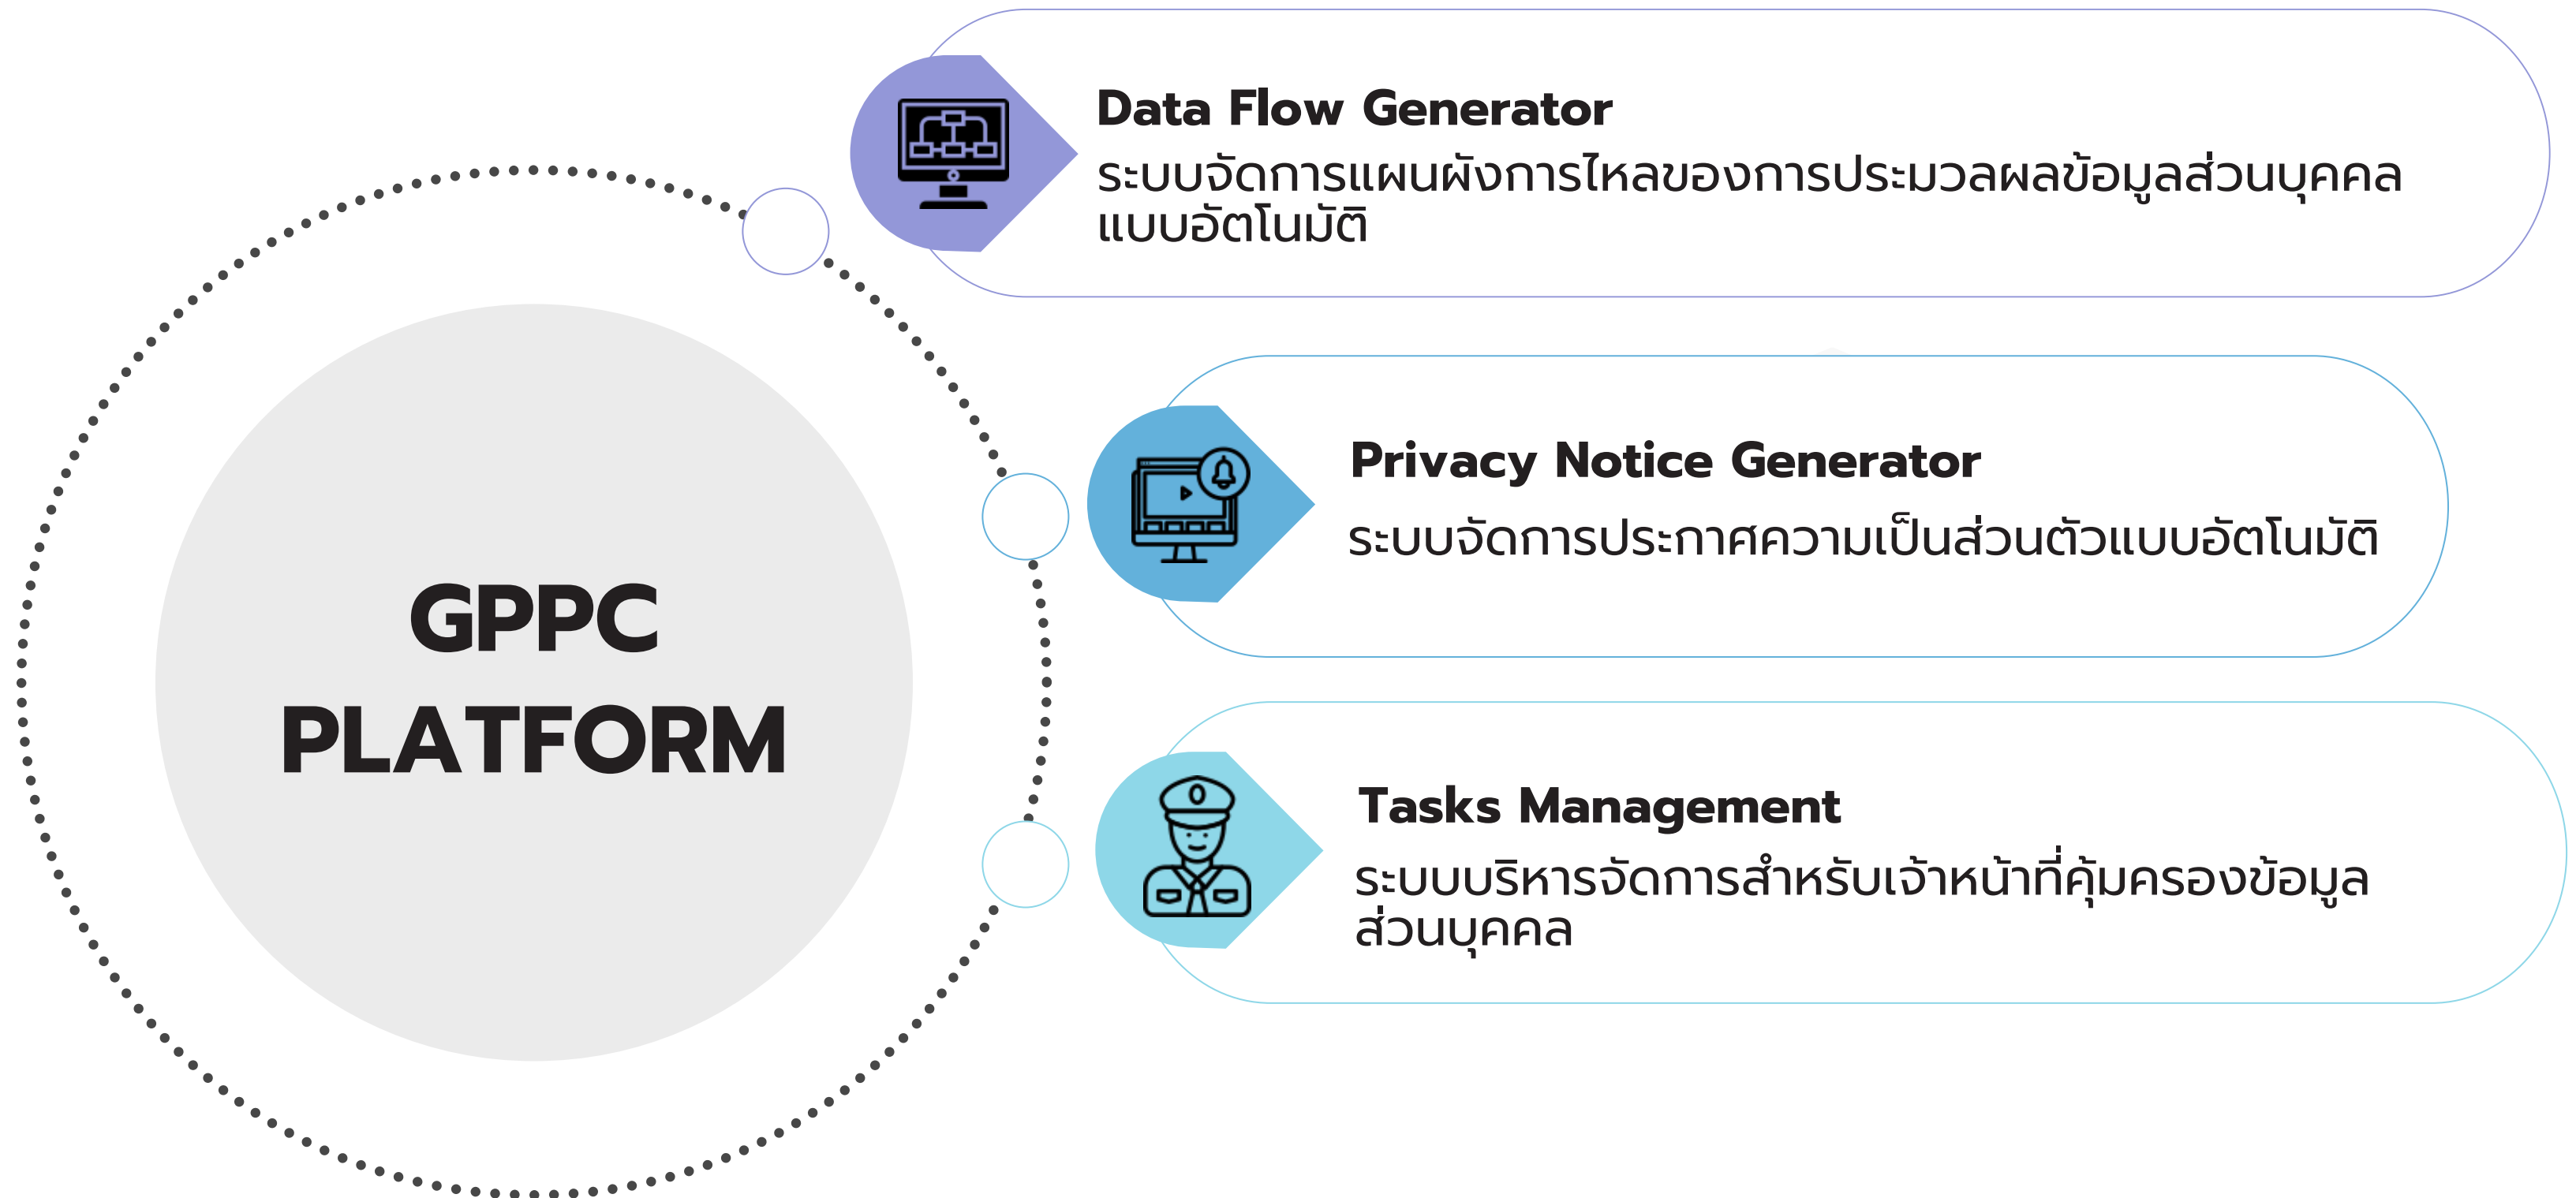 GPPC
PLATFORM
Data Flow Generator
ระบบจัดการแผนผังการไหลของการประมวลผลข้อมูลส่วนบุคคล
แบบอัตโนมัติ
Privacy Notice Generator
ระบบจัดการประกาศความเป็นส่วนตัวแบบอัตโนมัติ
Tasks Management
ระบบบริหารจัดการสำหรับเจ้าหน้าที่คุ้มครองข้อมูล
ส่วนบุคคล